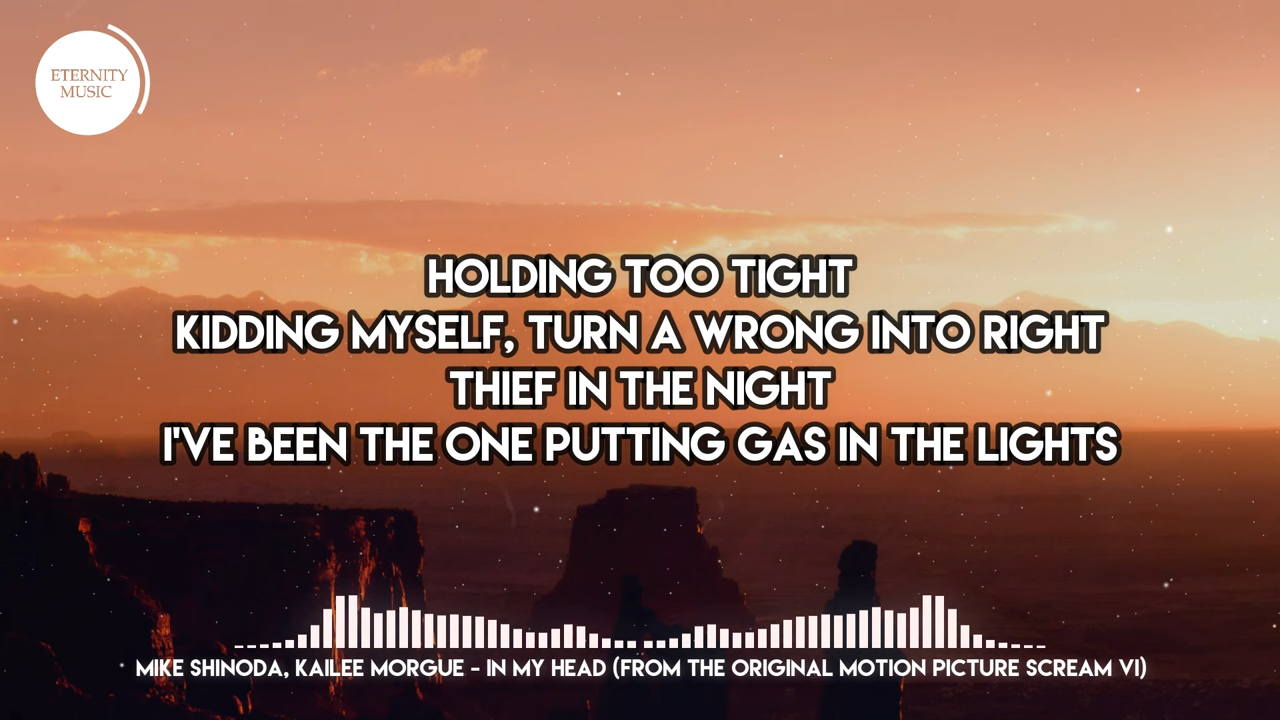 ETERNITY
MUSIC
HOLDING TOO TIGHT
KIDDING MYSELF, TURN A WRONG INTO RIGHT
THIEF IN THE NIGHT
I'VE BEEN THE ONE PUTTING GAS IN THE LIGHTS
MIKE SHINODA, KAILEE MORGUE - IN MY HEAD (FROM THE ORIGINAL MOTION PICTURE SCREAM VI)